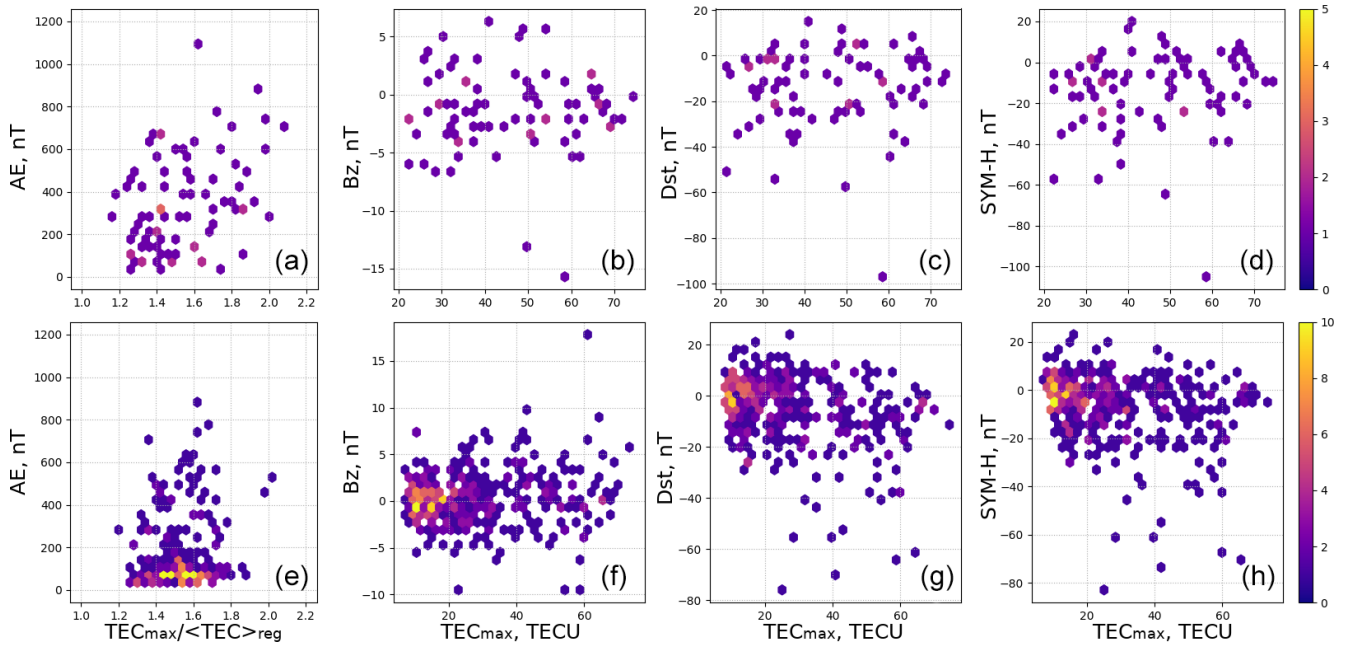 AE, nT
1200
1000
800
600
400
200
0
1.0 1.2 1.4 1.6 1.8 2.0 2.2
(a)
Bz, nT
5
0
−5
−10
−15
20 30 40 50 60 70
(b)
Dst, nT
20
0
−20
−40
−60
−80
−100
20 30 40 50 60 70
(c)
SYM-H, nT
20
0
−20
−40
−60
−80
−100
20 30 40 50 60 70
(d)
5
4
3
2
1
0
AE, nT
1200
1000
800
600
400
200
0
1.0 1.2 1.4 1.6 1.8 2.0 2.2
TECmax/<TEC>reg
(e)
Bz, nT
15
10
5
0
−5
−10
20 40 60
TECmax, TECU
(f)
Dst, nT
20
0
−20
−40
−60
−80
20 40 60
TECmax, TECU
(g)
SYM-H, nT
20
0
−20
−40
−60
−80
20 40 60
TECmax, TECU
(h)
10
8
6
4
2
0